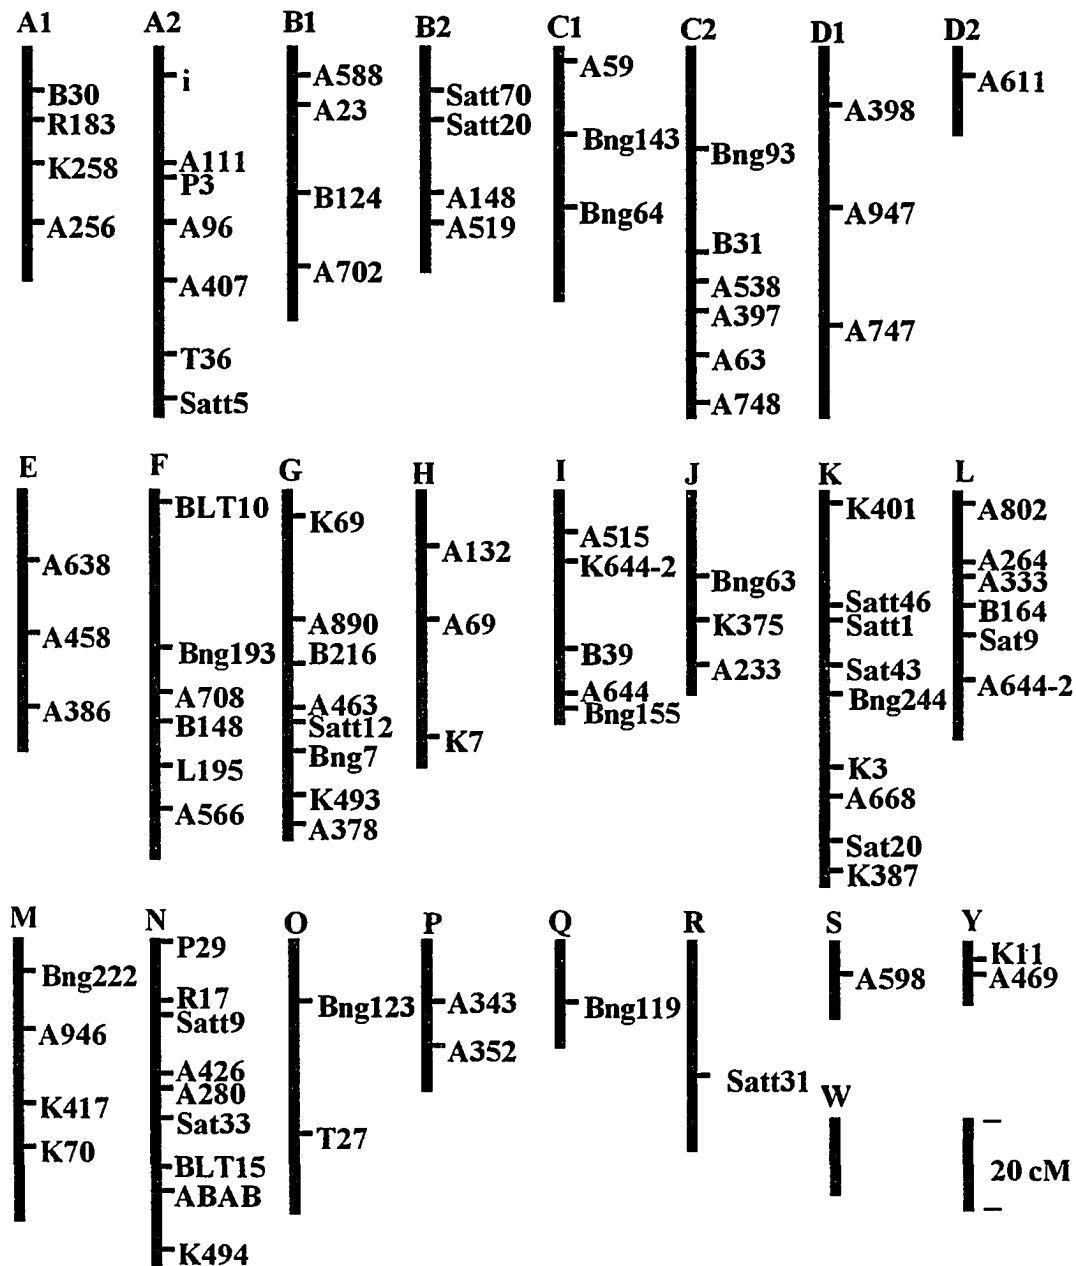 A1
B30
R183
K258
A256
A2
i
A111
P3
A96
A407
T36
Satt5
B1
A588
A23
B124
A702
B2
Satt70
Satt20
A148
A519
C1
A59
Bng143
Bng64
C2
Bng93
B31
A538
A397
A63
A748
D1
A398
A947
A747
D2
A611
E
A638
A458
A386
F
BLT10
Bng193
A708
B148
L195
A566
G
K69
A890
B216
A463
Satt12
Bng7
K493
A378
H
A132
A69
K7
I
A515
K644-2
B39
A644
Bng155
J
Bng63
K375
A233
K
K401
Satt46
Satt1
Sat43
Bng244
K3
A668
Sat20
K387
L
A802
A264
A333
B164
Sat9
A644-2
M
Bng222
A946
K417
K70
N
P29
R17
Satt9
A426
A280
Sat33
BLT15
ABAB
K494
O
Bng123
T27
P
A343
A352
Q
Bng119
R
Satt31
S
A598
W
Y
K11
A469
20 cM